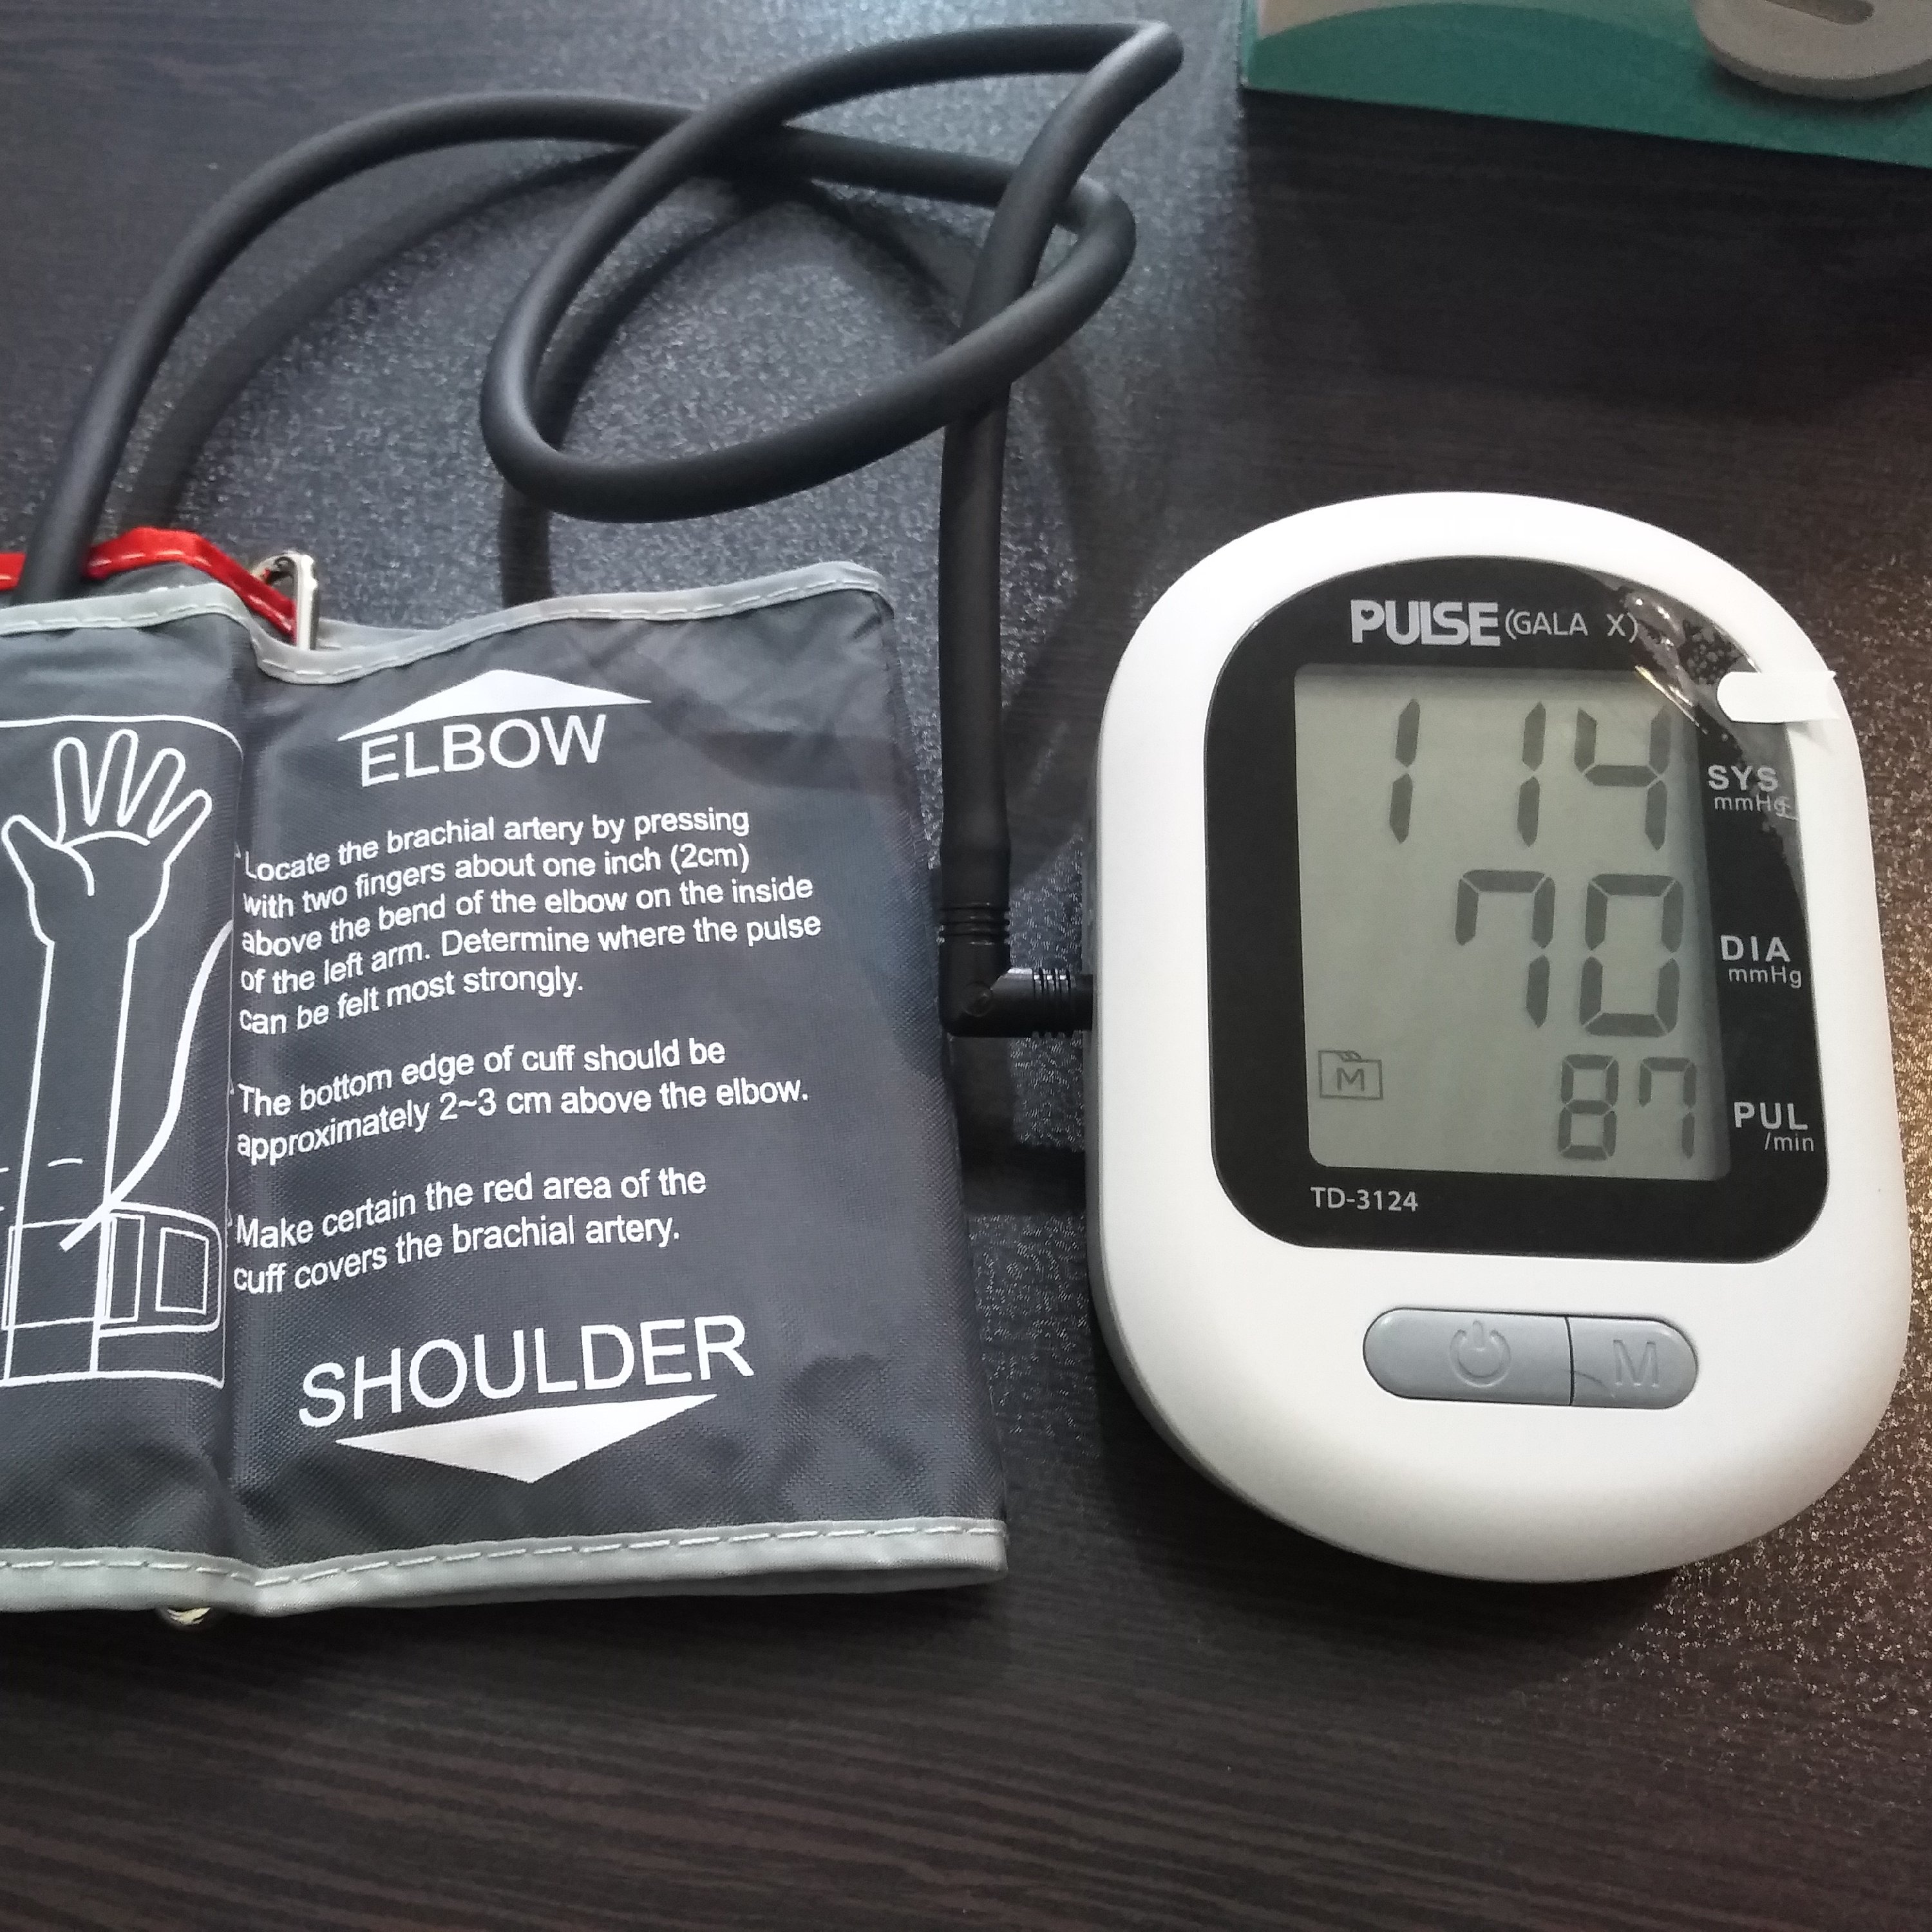 ELBOW
Locate the brachial artery by pressing
with two fingers about one inch (2cm)
above the bend of the elbow on the inside
of the left arm. Determine where the pulse
can be felt most strongly.
The bottom edge of cuff should be
approximately 2~3 cm above the elbow.
Make certain the red area of the
cuff covers the brachial artery.
SHOULDER
PULSE (GALA X)
114
SYS
mmHg
70
DIA
mmHg
M
87
PUL
/min
TD-3124
M